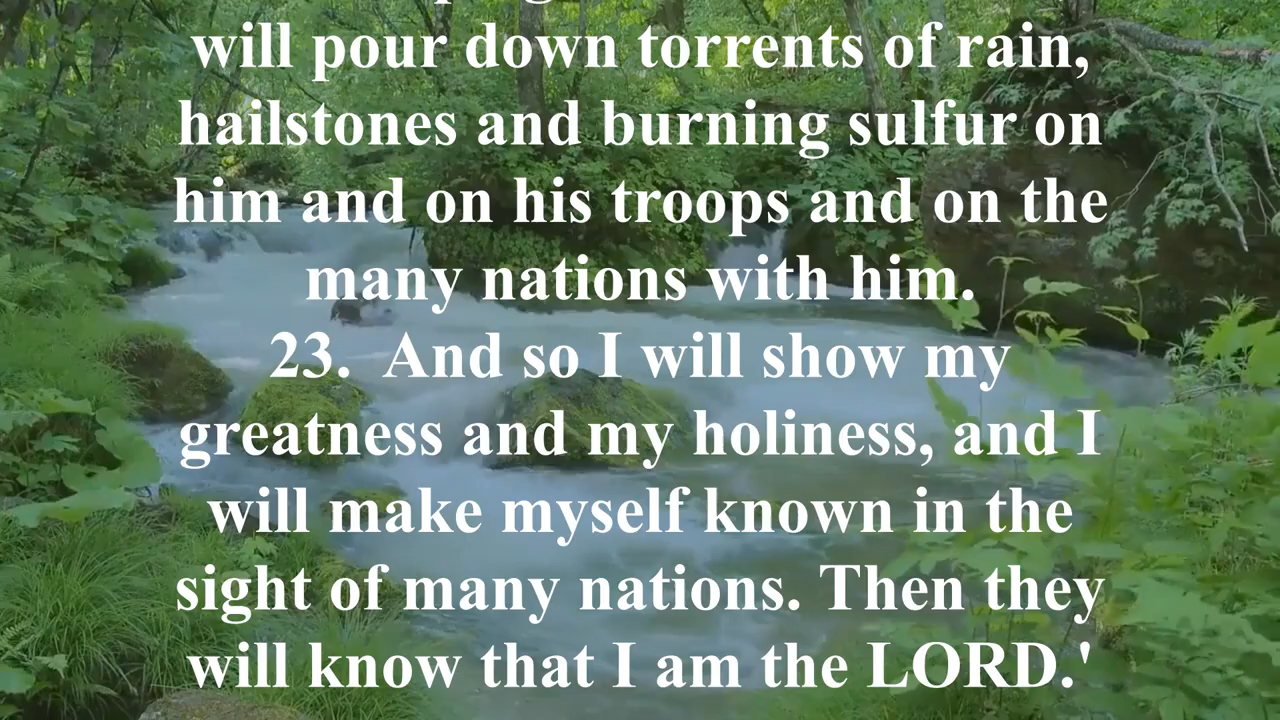 will pour down torrents of rain,
hailstones and burning sulfur on
him and on his troops and on the
many nations with him.
23.  And so I will show my
greatness and my holiness, and I
will make myself known in the
sight of many nations. Then they
will know that I am the LORD.'